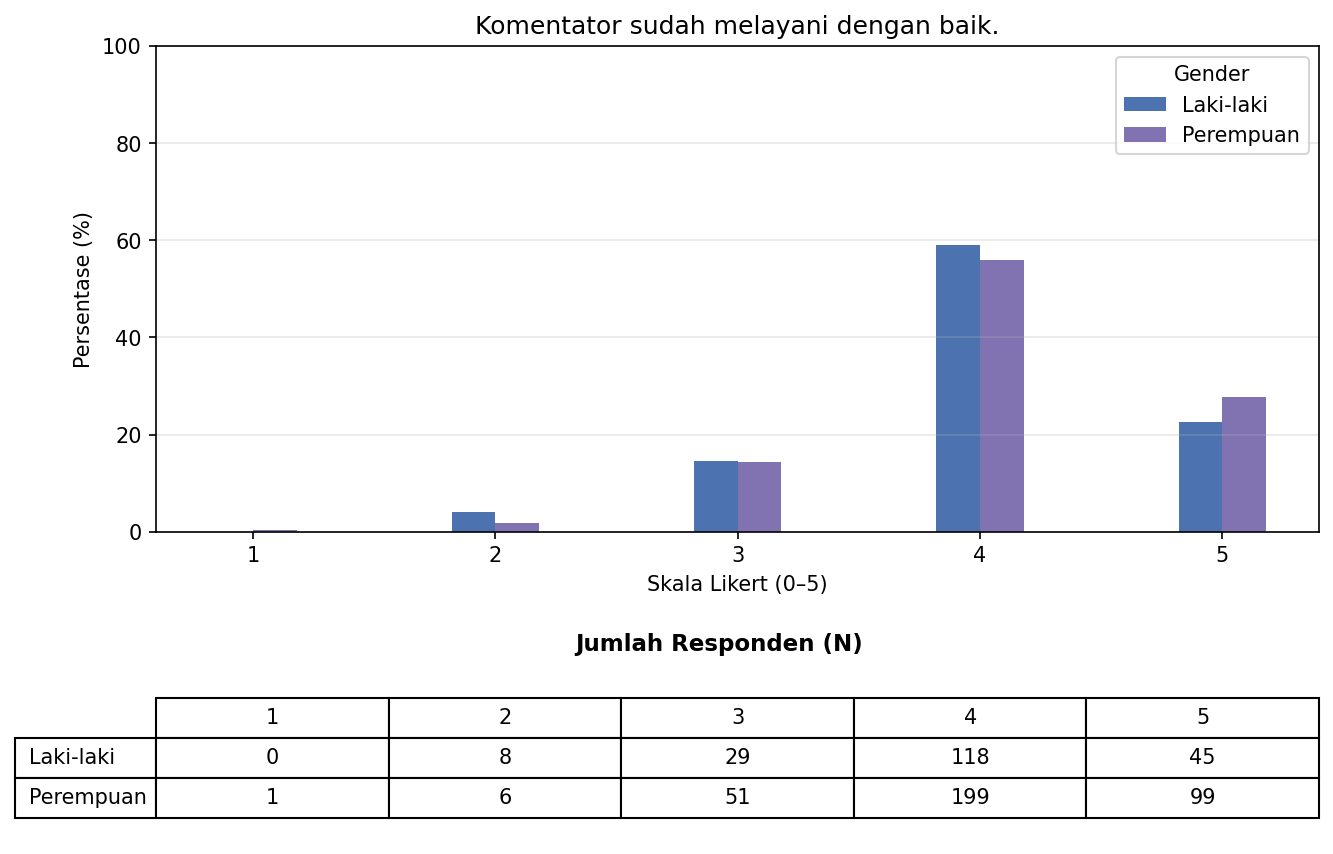 Komentator sudah melayani dengan baik.
100
80
60
40
20
0
Persentase (%)
Gender
Laki-laki
Perempuan
1 2 3 4 5
Skala Likert (0–5)
Jumlah Responden (N)
1 2 3 4 5
Laki-laki 0 8 29 118 45
Perempuan 1 6 51 199 99